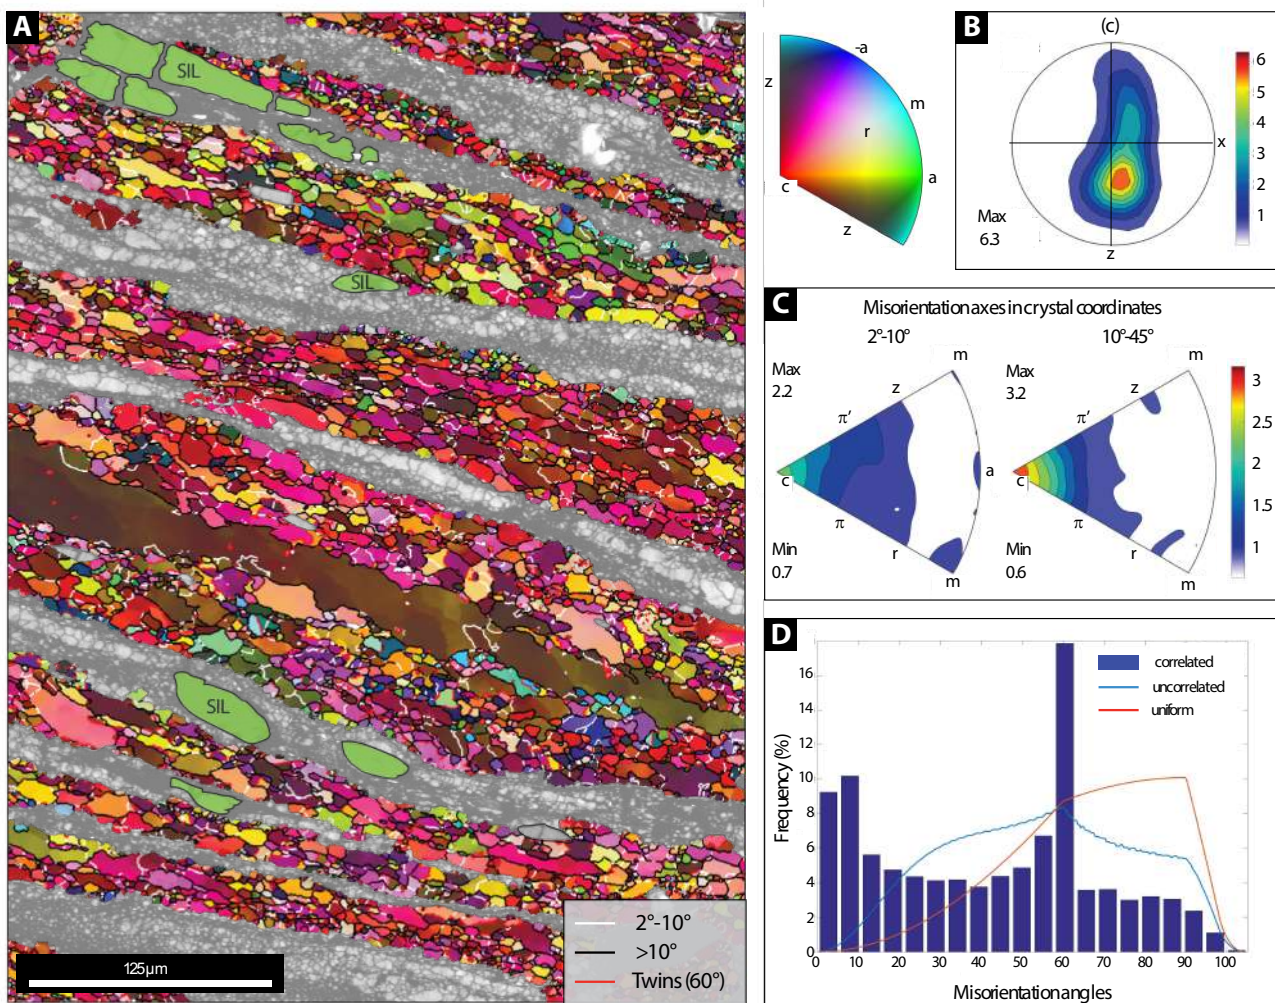 A
SIL
SIL
SIL
2°-10°
>10°
Twins (60°)
125µm
z
-a
m
r
a
c
z
B
(c)
x
z
Max
6.3
6
5
4
3
2
1
C
Misorientation axes in crystal coordinates
2°-10°
10°-45°
Max
2.2
m
z
π'
c
a
π
r
m
Min
0.7
Max
3.2
m
z
π'
c
π
r
m
Min
0.6
3
2.5
2
1.5
1
D
correlated
uncorrelated
uniform
Frequency (%)
16
14
12
10
8
6
4
2
0
0 10 20 30 40 50 60 70 80 90 100
Misorientation angles